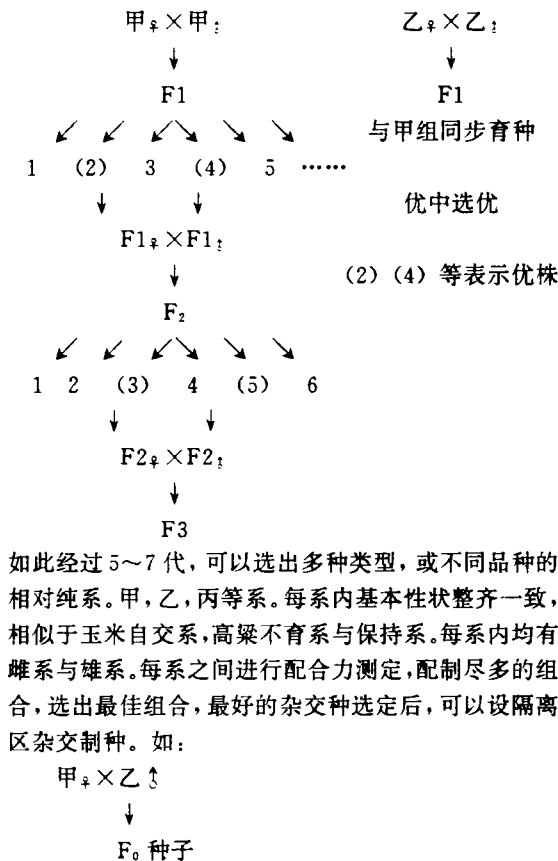 甲♀×甲♂ 乙♀×乙♂
↓ ↓
F1 F1
↙ ↙ ↙ ↘ ↘ ↘ 与甲组同步育种
1 (2) 3 (4) 5 ……
↓ ↓ 优中选优
F1♀×F1♂
↓ (2) (4) 等表示优株
F₂
↙ ↙ ↙ ↘ ↘ ↘
1 2 (3) 4 (5) 6
↓ ↓
F2♀×F2♂
↓
F3
如此经过5~7代,可以选出多种类型,或不同品种的
相对纯系。甲,乙,丙等系。每系内基本性状整齐一致,
相似于玉米自交系,高粱不育系与保持系。每系内均有
雌系与雄系。每系之间进行配合力测定,配制尽多的组
合,选出最佳组合,最好的杂交种选定后,可以设隔离
区杂交制种。如:
甲♀×乙♂
↓
F₀ 种子